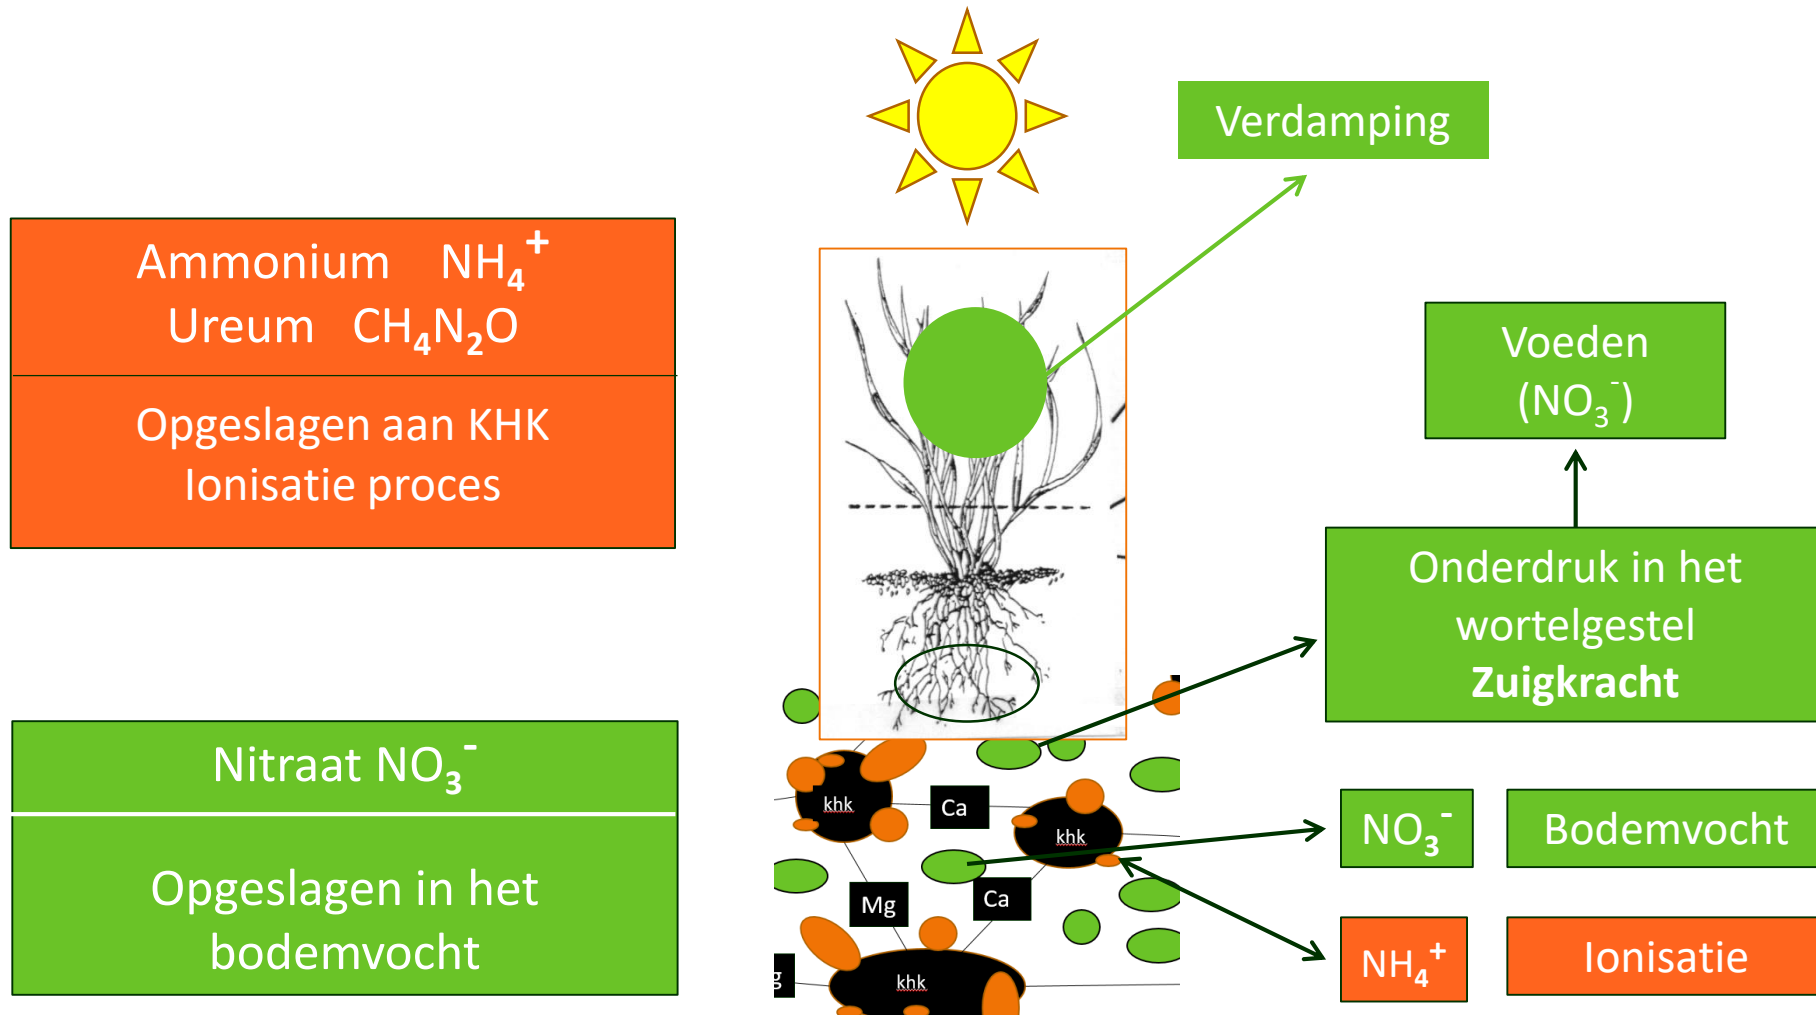 Verdamping
Ammonium NH₄⁺
Ureum CH₄N₂O
Opgeslagen aan KHK
Ionisatie proces
Voeden
(NO₃⁻)
Onderdruk in het
wortelgestel
Zuigkracht
Nitraat NO₃⁻
Opgeslagen in het
bodemvocht
khk
Ca
khk
NO₃⁻
Bodemvocht
Mg
Ca
NH₄⁺
Ionisatie
g
khk